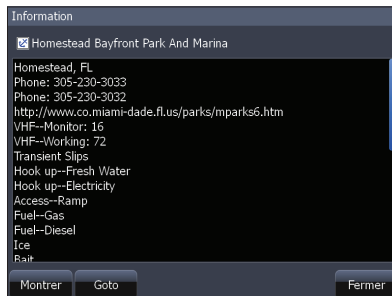 Information
Homestead Bayfront Park And Marina
Homestead, FL
Phone: 305-230-3033
Phone: 305-230-3032
http://www.co.miami-dade.fl.us/parks/mparks6.htm
VHF--Monitor: 16
VHF--Working: 72
Transient Slips
Hook up--Fresh Water
Hook up--Electricity
Access--Ramp
Fuel--Gas
Fuel--Diesel
Ice
Bait
Montrer Goto Fermer